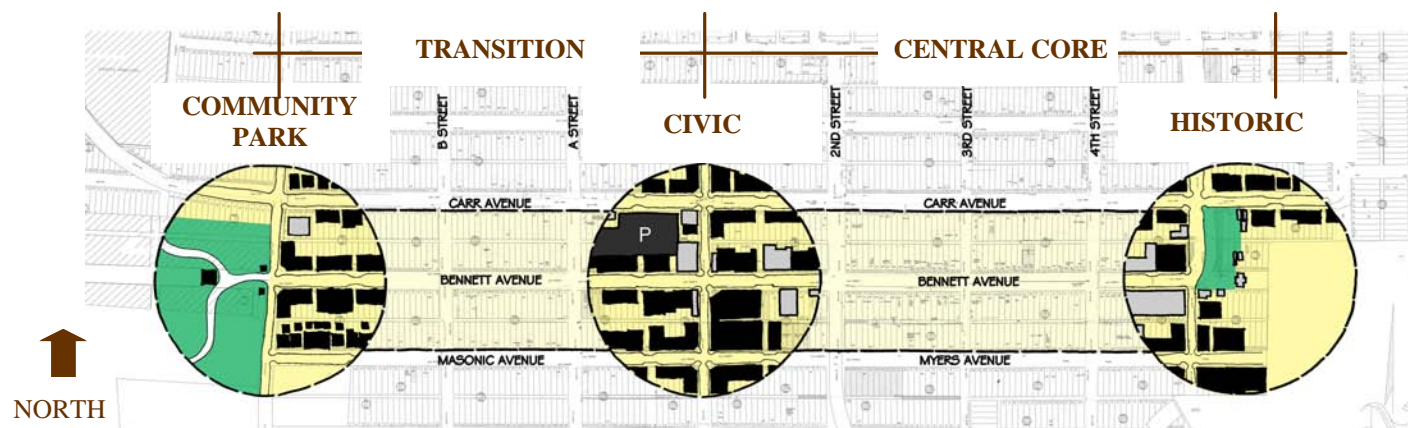 TRANSITION
CENTRAL CORE
COMMUNITY
PARK
CIVIC
HISTORIC
B STREET
A STREET
2ND STREET
3RD STREET
4TH STREET
CARR AVENUE
CARR AVENUE
P
BENNETT AVENUE
BENNETT AVENUE
MASONIC AVENUE
MYERS AVENUE
NORTH